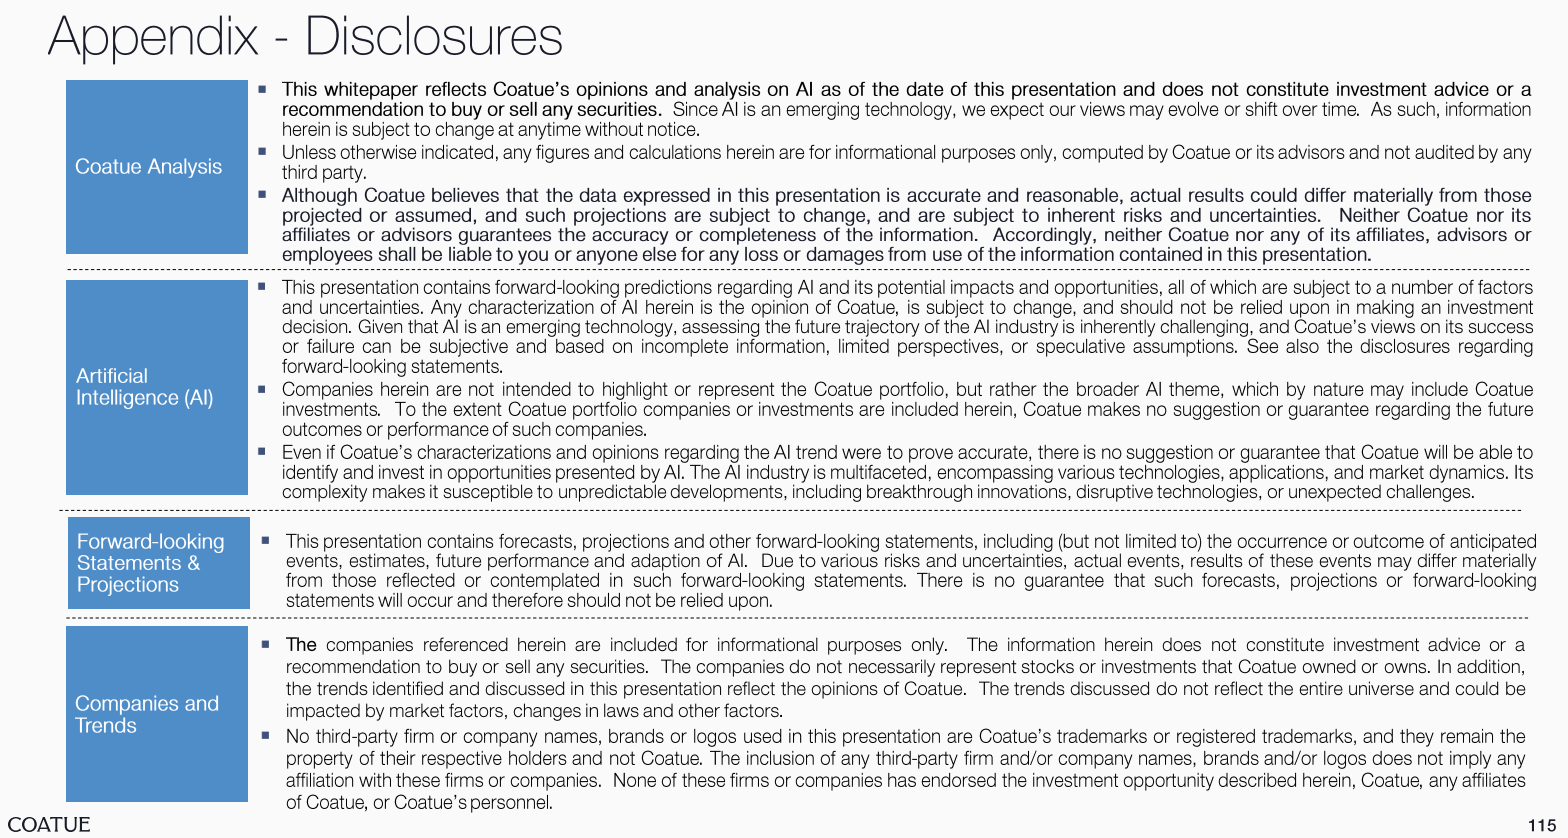 Appendix - Disclosures
Coatue Analysis
▪ This whitepaper reflects Coatue’s opinions and analysis on AI as of the date of this presentation and does not constitute investment advice or a
recommendation to buy or sell any securities. Since AI is an emerging technology, we expect our views may evolve or shift over time. As such, information
herein is subject to change at anytime without notice.
▪ Unless otherwise indicated, any figures and calculations herein are for informational purposes only, computed by Coatue or its advisors and not audited by any
third party.
▪ Although Coatue believes that the data expressed in this presentation is accurate and reasonable, actual results could differ materially from those
projected or assumed, and such projections are subject to change, and are subject to inherent risks and uncertainties. Neither Coatue nor its
affiliates or advisors guarantees the accuracy or completeness of the information. Accordingly, neither Coatue nor any of its affiliates, advisors or
employees shall be liable to you or anyone else for any loss or damages from use of the information contained in this presentation.
Artificial
Intelligence (AI)
▪ This presentation contains forward-looking predictions regarding AI and its potential impacts and opportunities, all of which are subject to a number of factors
and uncertainties. Any characterization of AI herein is the opinion of Coatue, is subject to change, and should not be relied upon in making an investment
decision. Given that AI is an emerging technology, assessing the future trajectory of the AI industry is inherently challenging, and Coatue’s views on its success
or failure can be subjective and based on incomplete information, limited perspectives, or speculative assumptions. See also the disclosures regarding
forward-looking statements.
▪ Companies herein are not intended to highlight or represent the Coatue portfolio, but rather the broader AI theme, which by nature may include Coatue
investments. To the extent Coatue portfolio companies or investments are included herein, Coatue makes no suggestion or guarantee regarding the future
outcomes or performance of such companies.
▪ Even if Coatue’s characterizations and opinions regarding the AI trend were to prove accurate, there is no suggestion or guarantee that Coatue will be able to
identify and invest in opportunities presented by AI. The AI industry is multifaceted, encompassing various technologies, applications, and market dynamics. Its
complexity makes it susceptible to unpredictable developments, including breakthrough innovations, disruptive technologies, or unexpected challenges.
Forward-looking
Statements &
Projections
▪ This presentation contains forecasts, projections and other forward-looking statements, including (but not limited to) the occurrence or outcome of anticipated
events, estimates, future performance and adaption of AI. Due to various risks and uncertainties, actual events, results of these events may differ materially
from those reflected or contemplated in such forward-looking statements. There is no guarantee that such forecasts, projections or forward-looking
statements will occur and therefore should not be relied upon.
Companies and
Trends
▪ The companies referenced herein are included for informational purposes only. The information herein does not constitute investment advice or a
recommendation to buy or sell any securities. The companies do not necessarily represent stocks or investments that Coatue owned or owns. In addition,
the trends identified and discussed in this presentation reflect the opinions of Coatue. The trends discussed do not reflect the entire universe and could be
impacted by market factors, changes in laws and other factors.
▪ No third-party firm or company names, brands or logos used in this presentation are Coatue’s trademarks or registered trademarks, and they remain the
property of their respective holders and not Coatue. The inclusion of any third-party firm and/or company names, brands and/or logos does not imply any
affiliation with these firms or companies. None of these firms or companies has endorsed the investment opportunity described herein, Coatue, any affiliates
of Coatue, or Coatue’s personnel.
COATUE
115